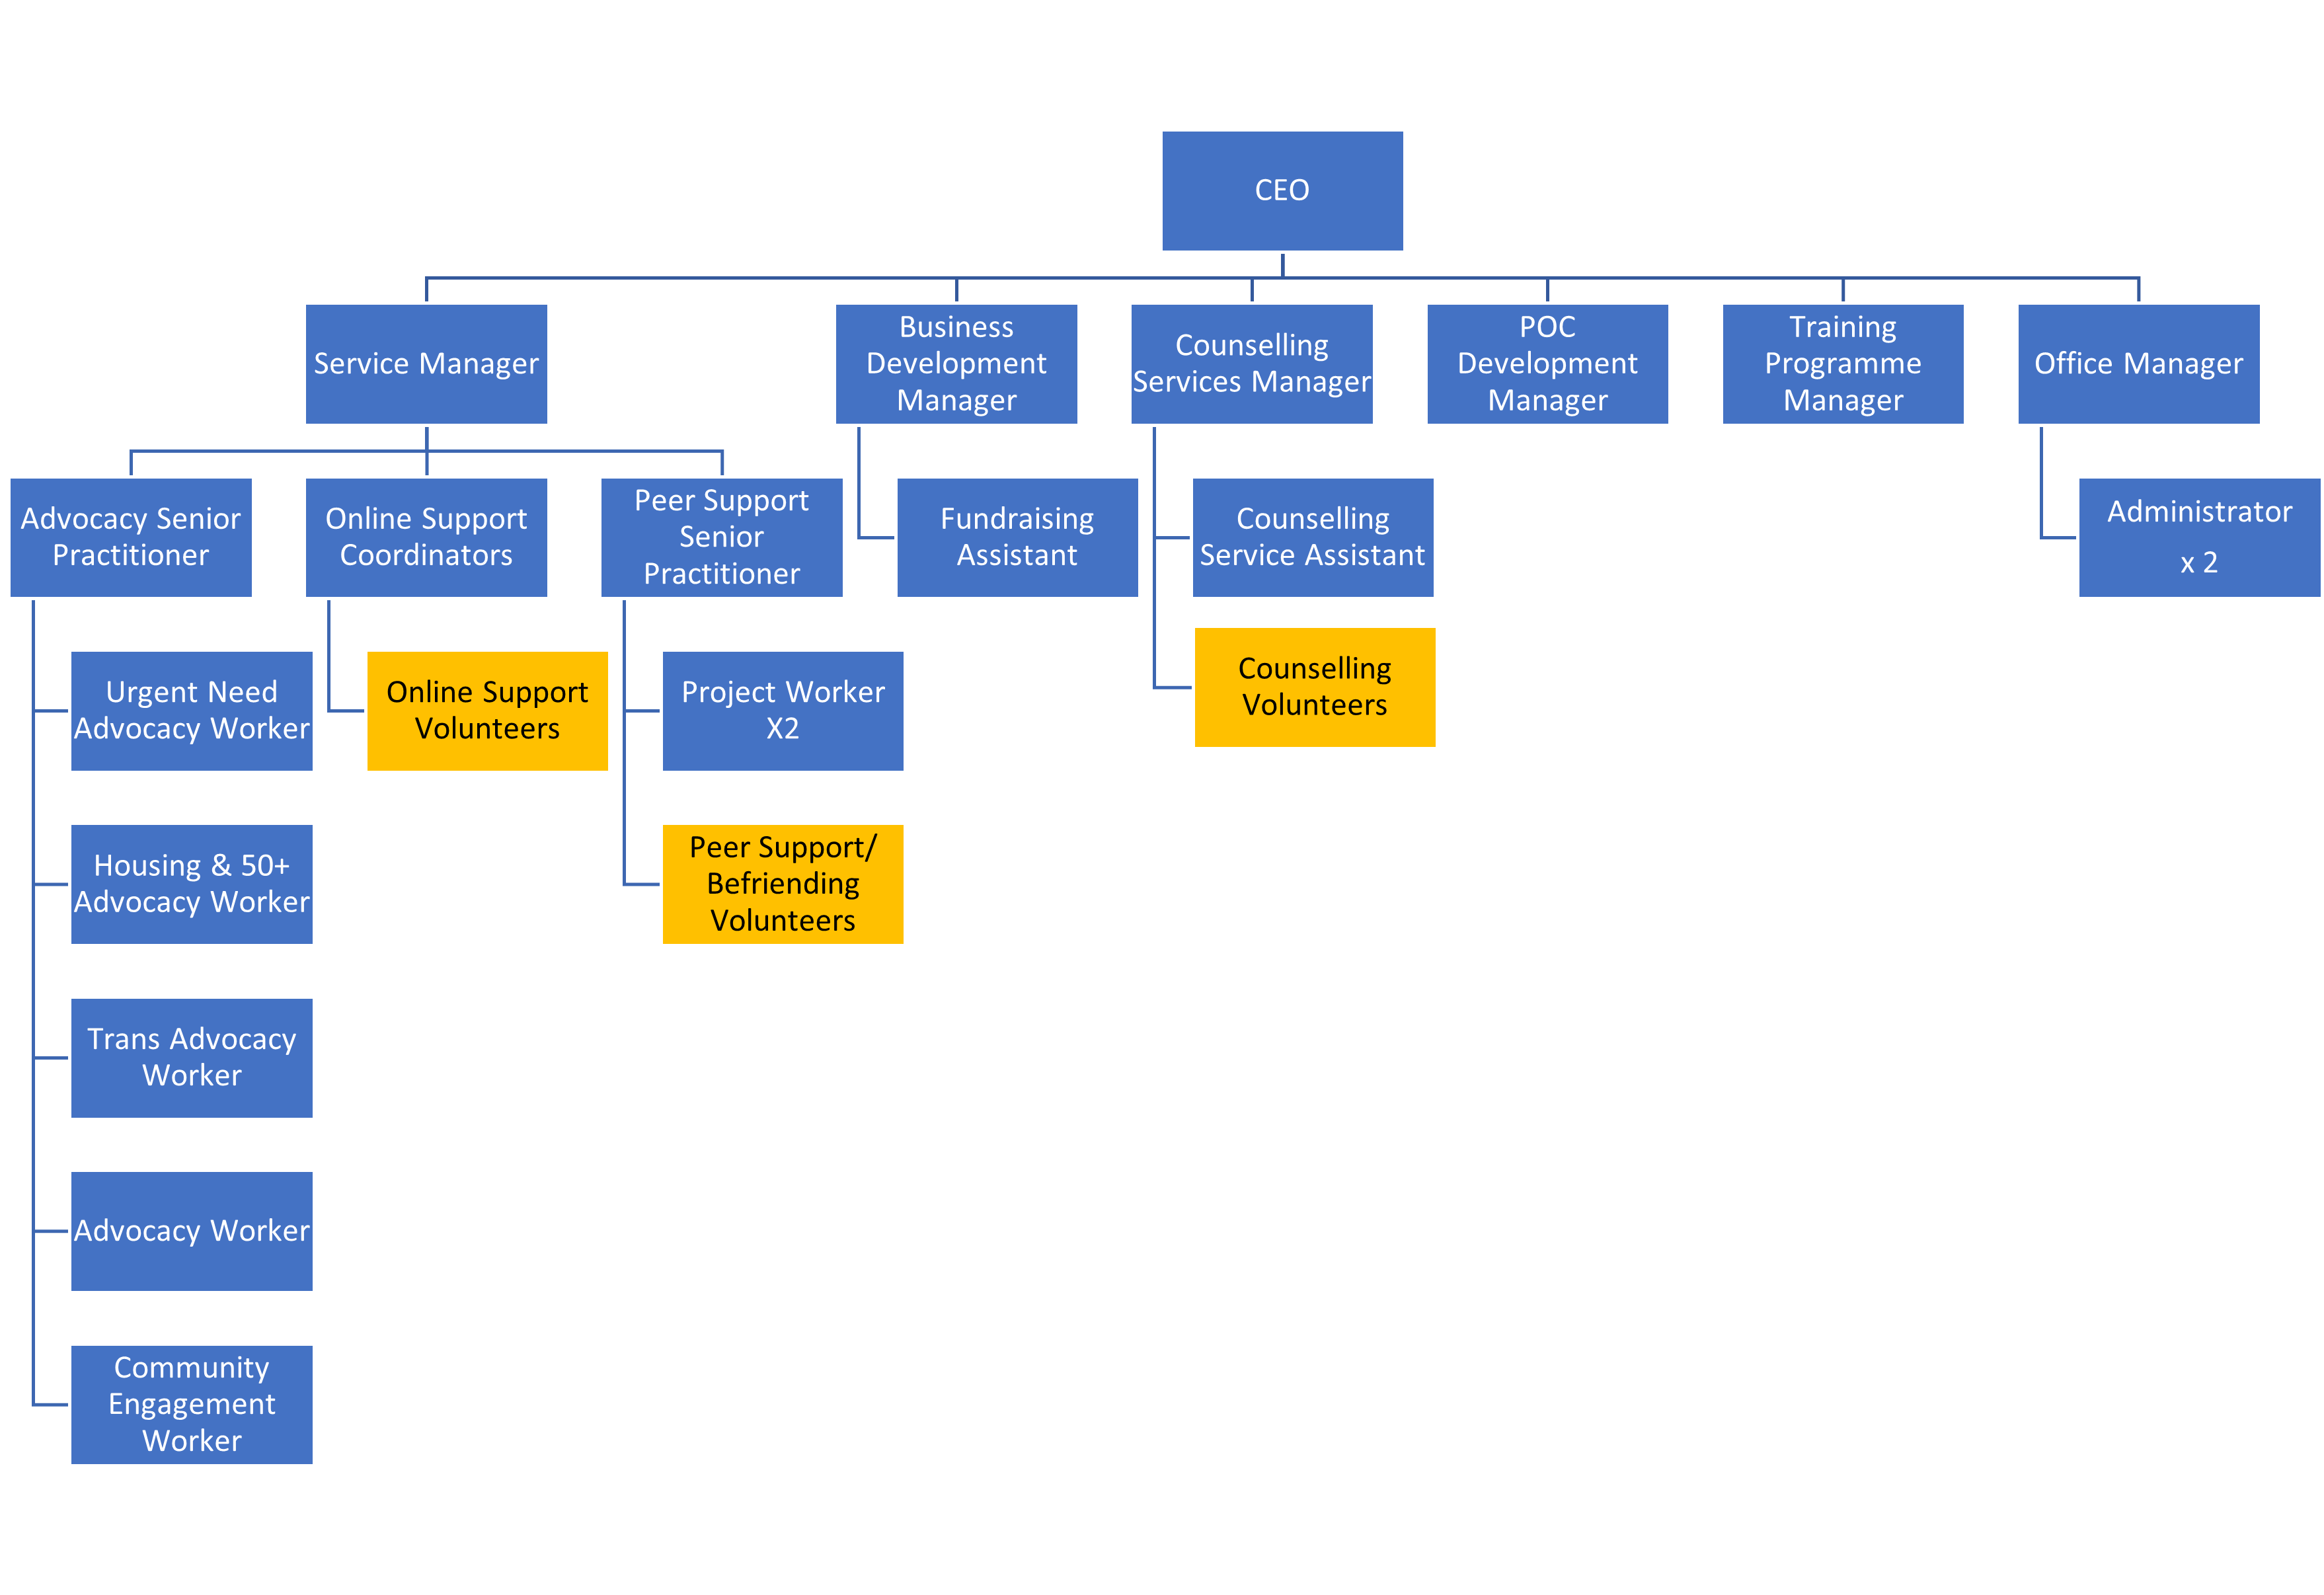 CEO
Service Manager
Business
Development
Manager
Counselling
Services Manager
POC
Development
Manager
Training
Programme
Manager
Office Manager
Advocacy Senior
Practitioner
Online Support
Coordinators
Peer Support
Senior
Practitioner
Fundraising
Assistant
Counselling
Service Assistant
Administrator
x 2
Urgent Need
Advocacy Worker
Online Support
Volunteers
Project Worker
X2
Counselling
Volunteers
Housing & 50+
Advocacy Worker
Peer Support/
Befriending
Volunteers
Trans Advocacy
Worker
Advocacy Worker
Community
Engagement
Worker